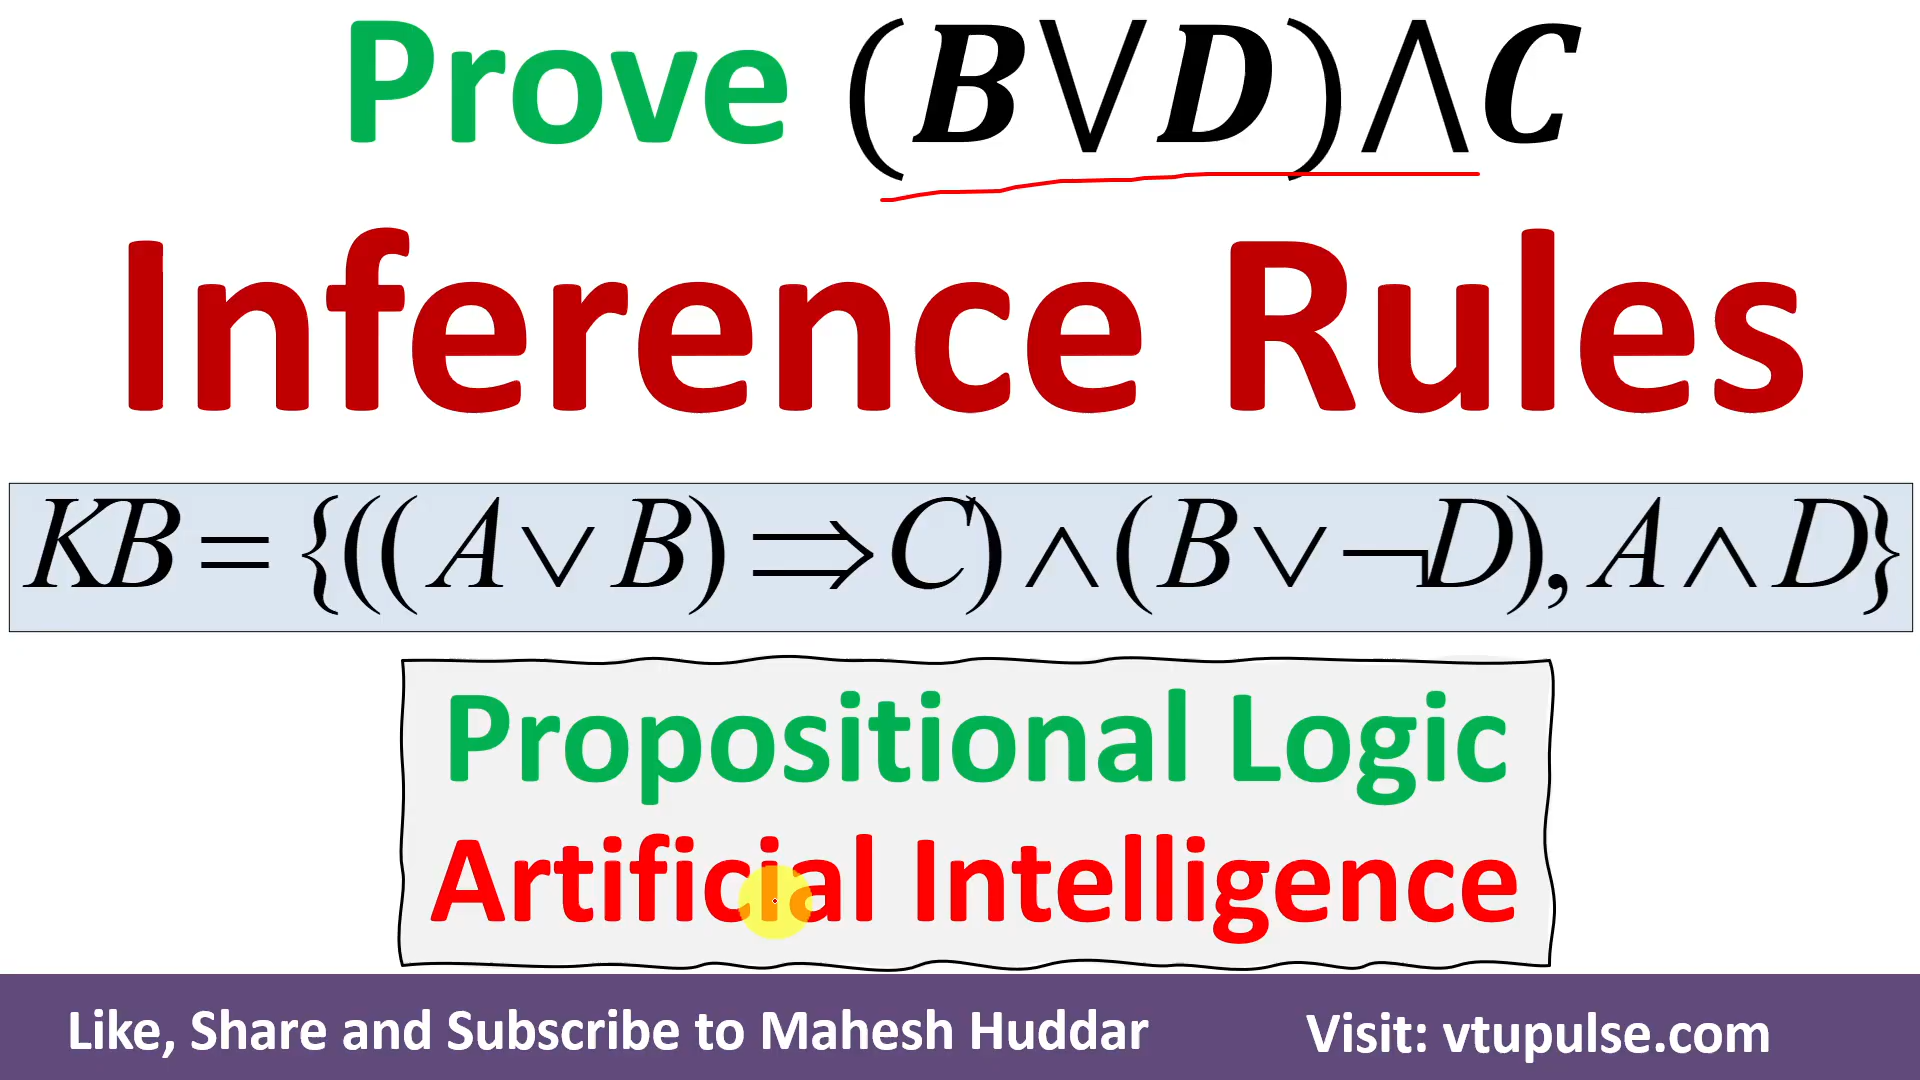 Prove (B⋁D)⋀C
Inference Rules
KB = {((A ∨ B) ⇒ C) ∧ (B ∨ ¬D), A ∧ D}
Propositional Logic
Artificial Intelligence
Like, Share and Subscribe to Mahesh Huddar
Visit: vtupulse.com